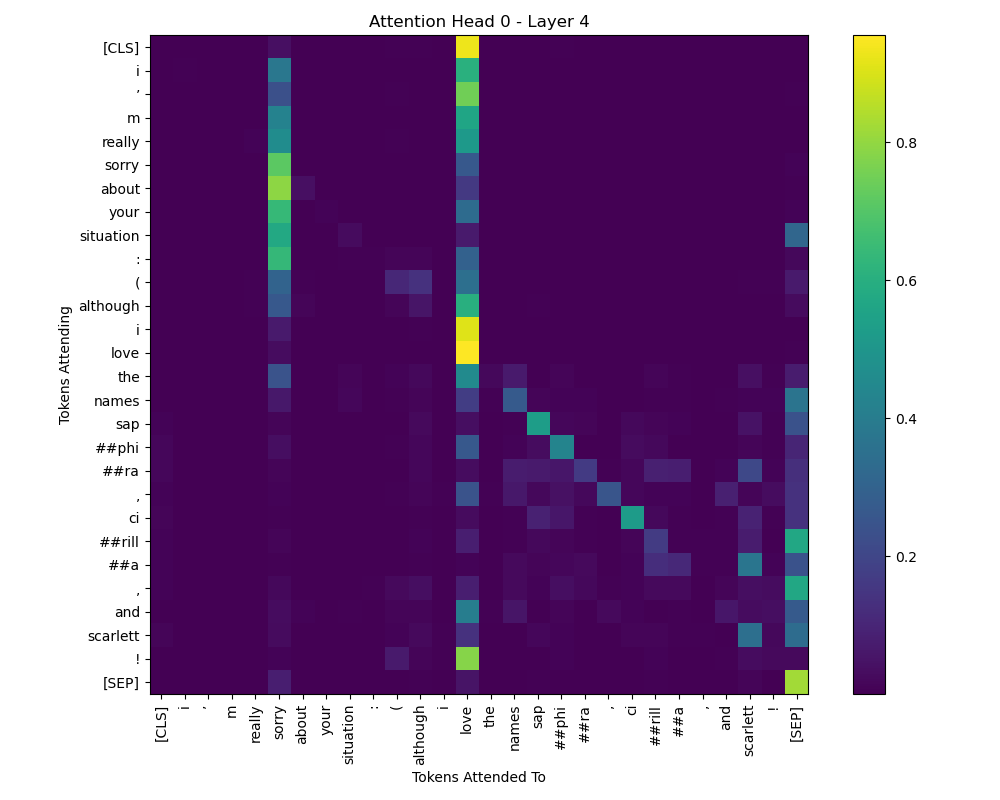 Attention Head 0 - Layer 4
Tokens Attending
[CLS]
i
’
m
really
sorry
about
your
situation
:
(
although
i
love
the
names
sap
##phi
##ra
,
ci
##rill
##a
,
and
scarlett
!
[SEP]
[CLS]
i
’
m
really
sorry
about
your
situation
:
(
although
i
love
the
names
sap
##phi
##ra
,
ci
##rill
##a
,
and
scarlett
!
[SEP]
Tokens Attended To
0.8
0.6
0.4
0.2